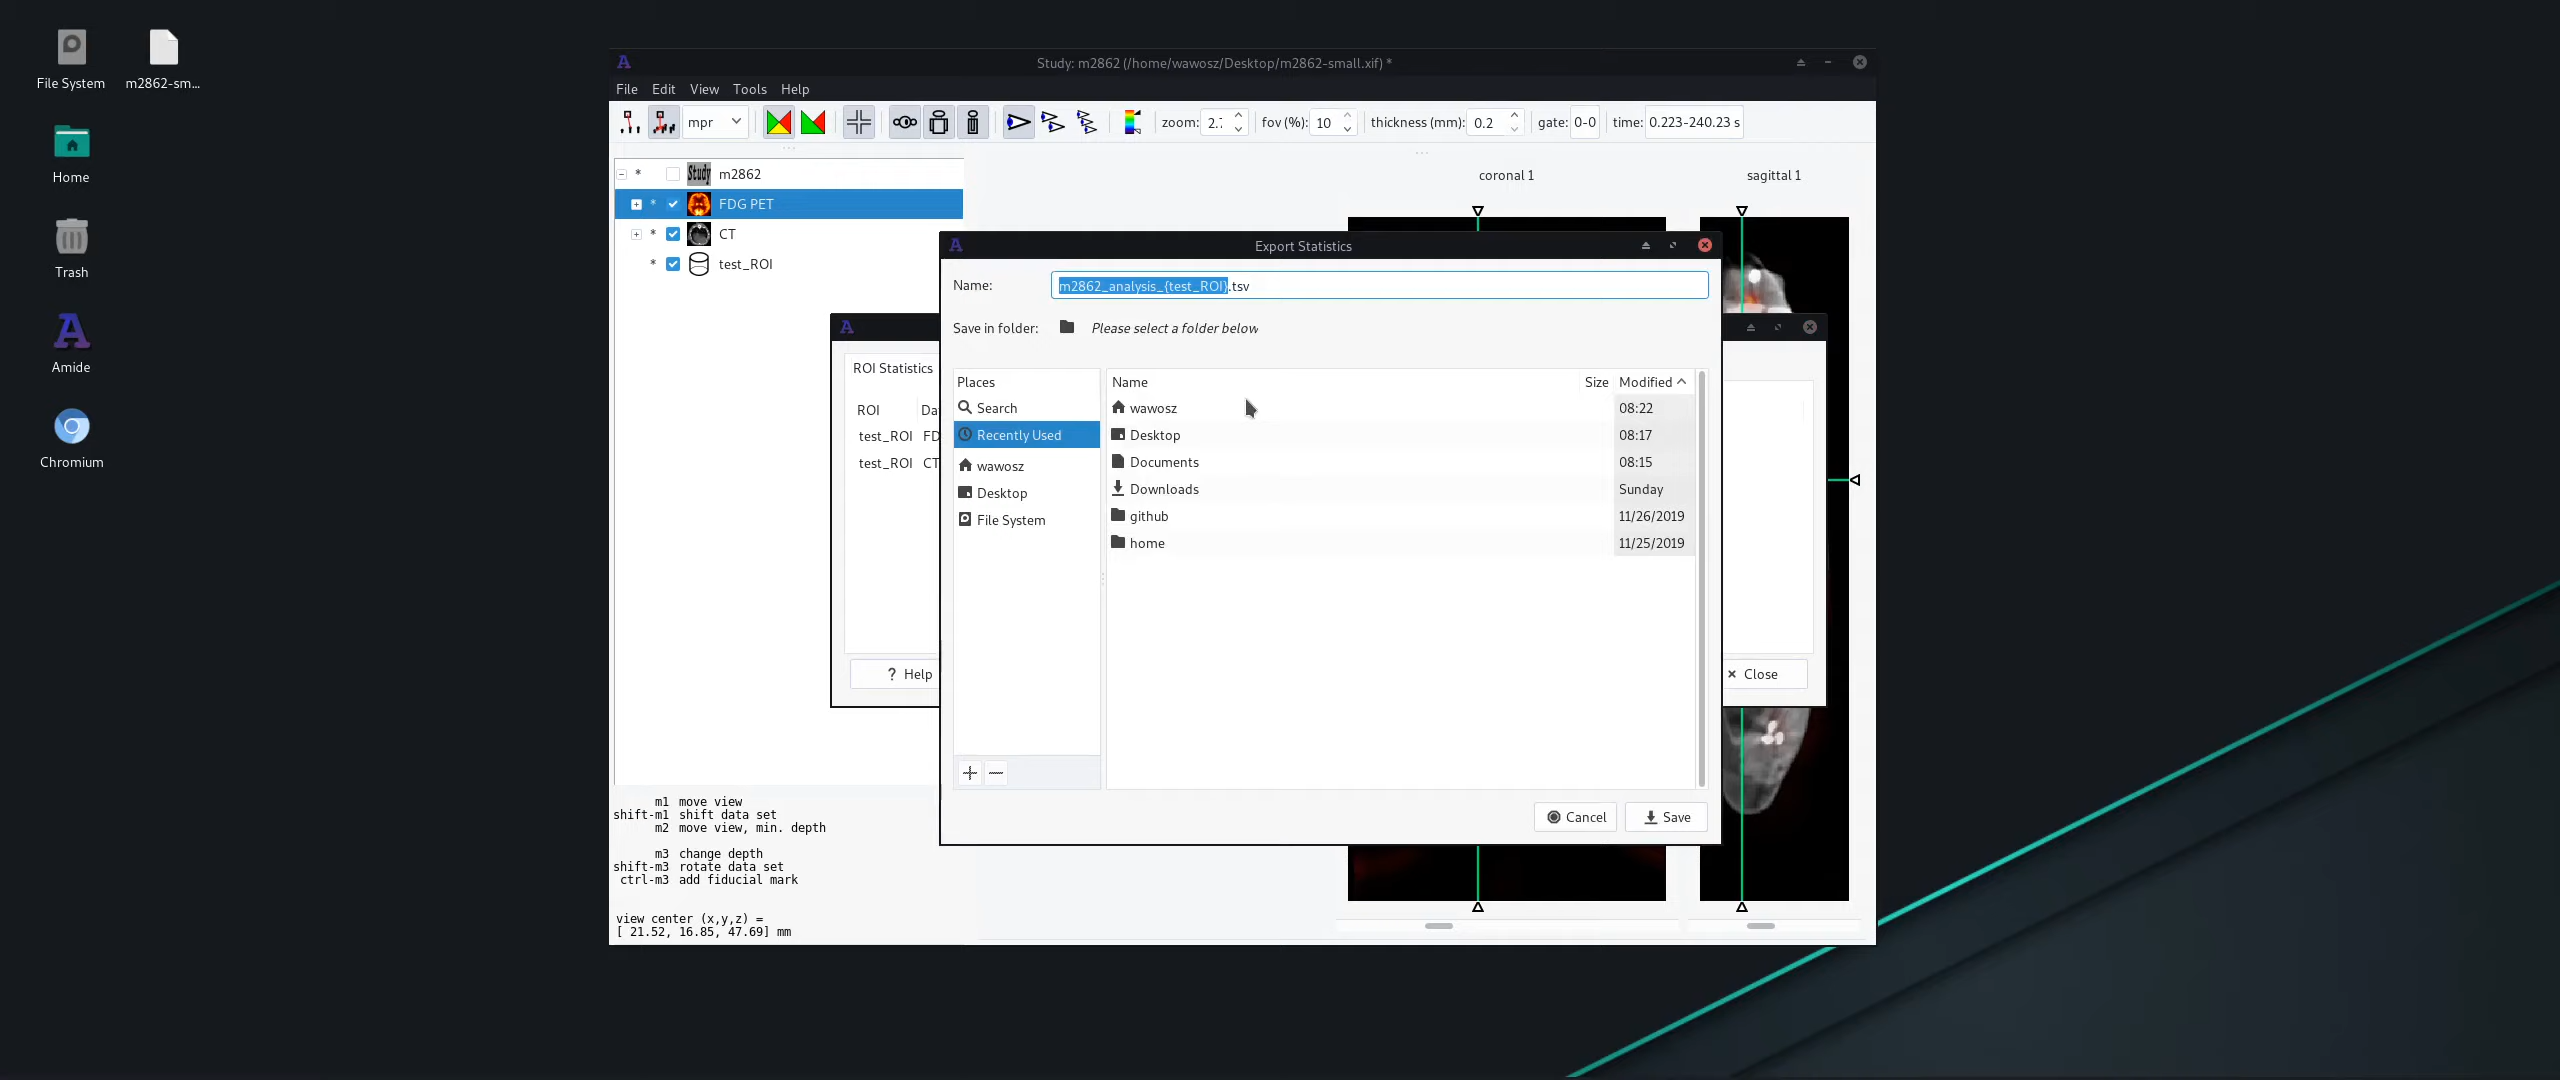 File System
m2862-sm...
Home
Trash
Amide
Chromium
Study: m2862 (/home/wawosz/Desktop/m2862-small.xif) *
File Edit View Tools Help
mpr
zoom: 2.
fov (%): 10
thickness (mm): 0.2
gate: 0-0
time: 0.223-240.23 s
* Study m2862
* FDG PET
* CT
* test_ROI
coronal 1
sagittal 1
Export Statistics
Name: m2862_analysis_{test_ROI}.tsv
Save in folder: Please select a folder below
Places
Search
Recently Used
wawosz
Desktop
File System
Name Size Modified
wawosz 08:22
Desktop 08:17
Documents 08:15
Downloads Sunday
github 11/26/2019
home 11/25/2019
Cancel
Save
ROI Statistics
ROI
test_ROI FD
test_ROI CT
? Help
Close
m1 move view
shift-m1 shift data set
m2 move view, min. depth
m3 change depth
shift-m3 rotate data set
ctrl-m3 add fiducial mark
view center (x,y,z) =
[ 21.52, 16.85, 47.69] mm